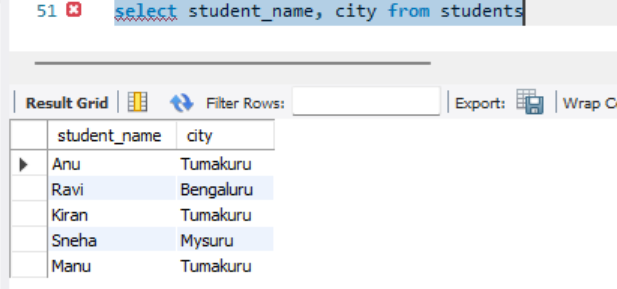 51 select student_name, city from students
Result Grid Filter Rows: Export: Wrap C
student_name city
Anu Tumakuru
Ravi Bengaluru
Kiran Tumakuru
Sneha Mysuru
Manu Tumakuru